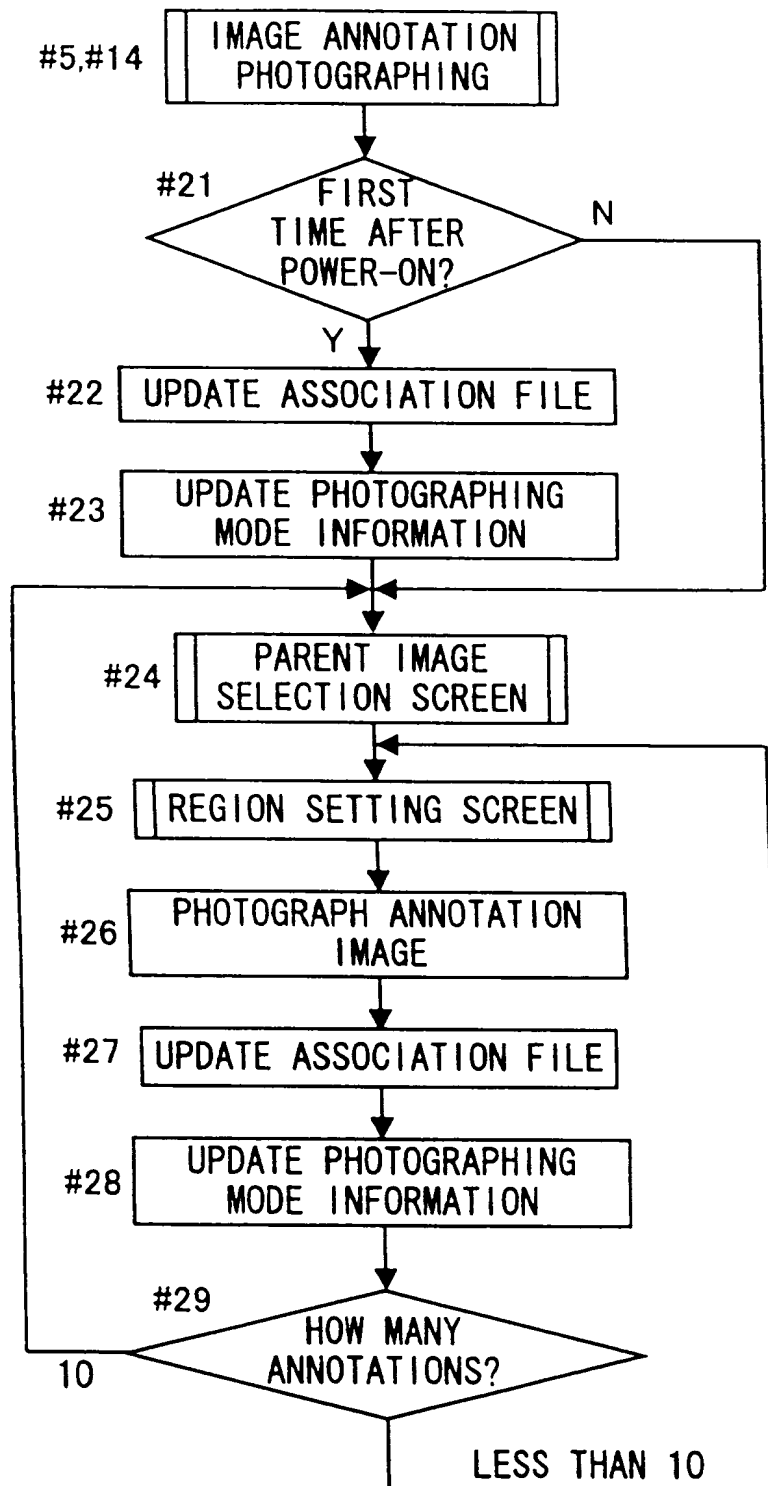 #5,#14
IMAGE ANNOTATION
PHOTOGRAPHING
#21
FIRST
TIME AFTER
POWER-ON?
N
Y
#22
UPDATE ASSOCIATION FILE
#23
UPDATE PHOTOGRAPHING
MODE INFORMATION
#24
PARENT IMAGE
SELECTION SCREEN
#25
REGION SETTING SCREEN
#26
PHOTOGRAPH ANNOTATION
IMAGE
#27
UPDATE ASSOCIATION FILE
#28
UPDATE PHOTOGRAPHING
MODE INFORMATION
#29
HOW MANY
ANNOTATIONS?
10
LESS THAN 10